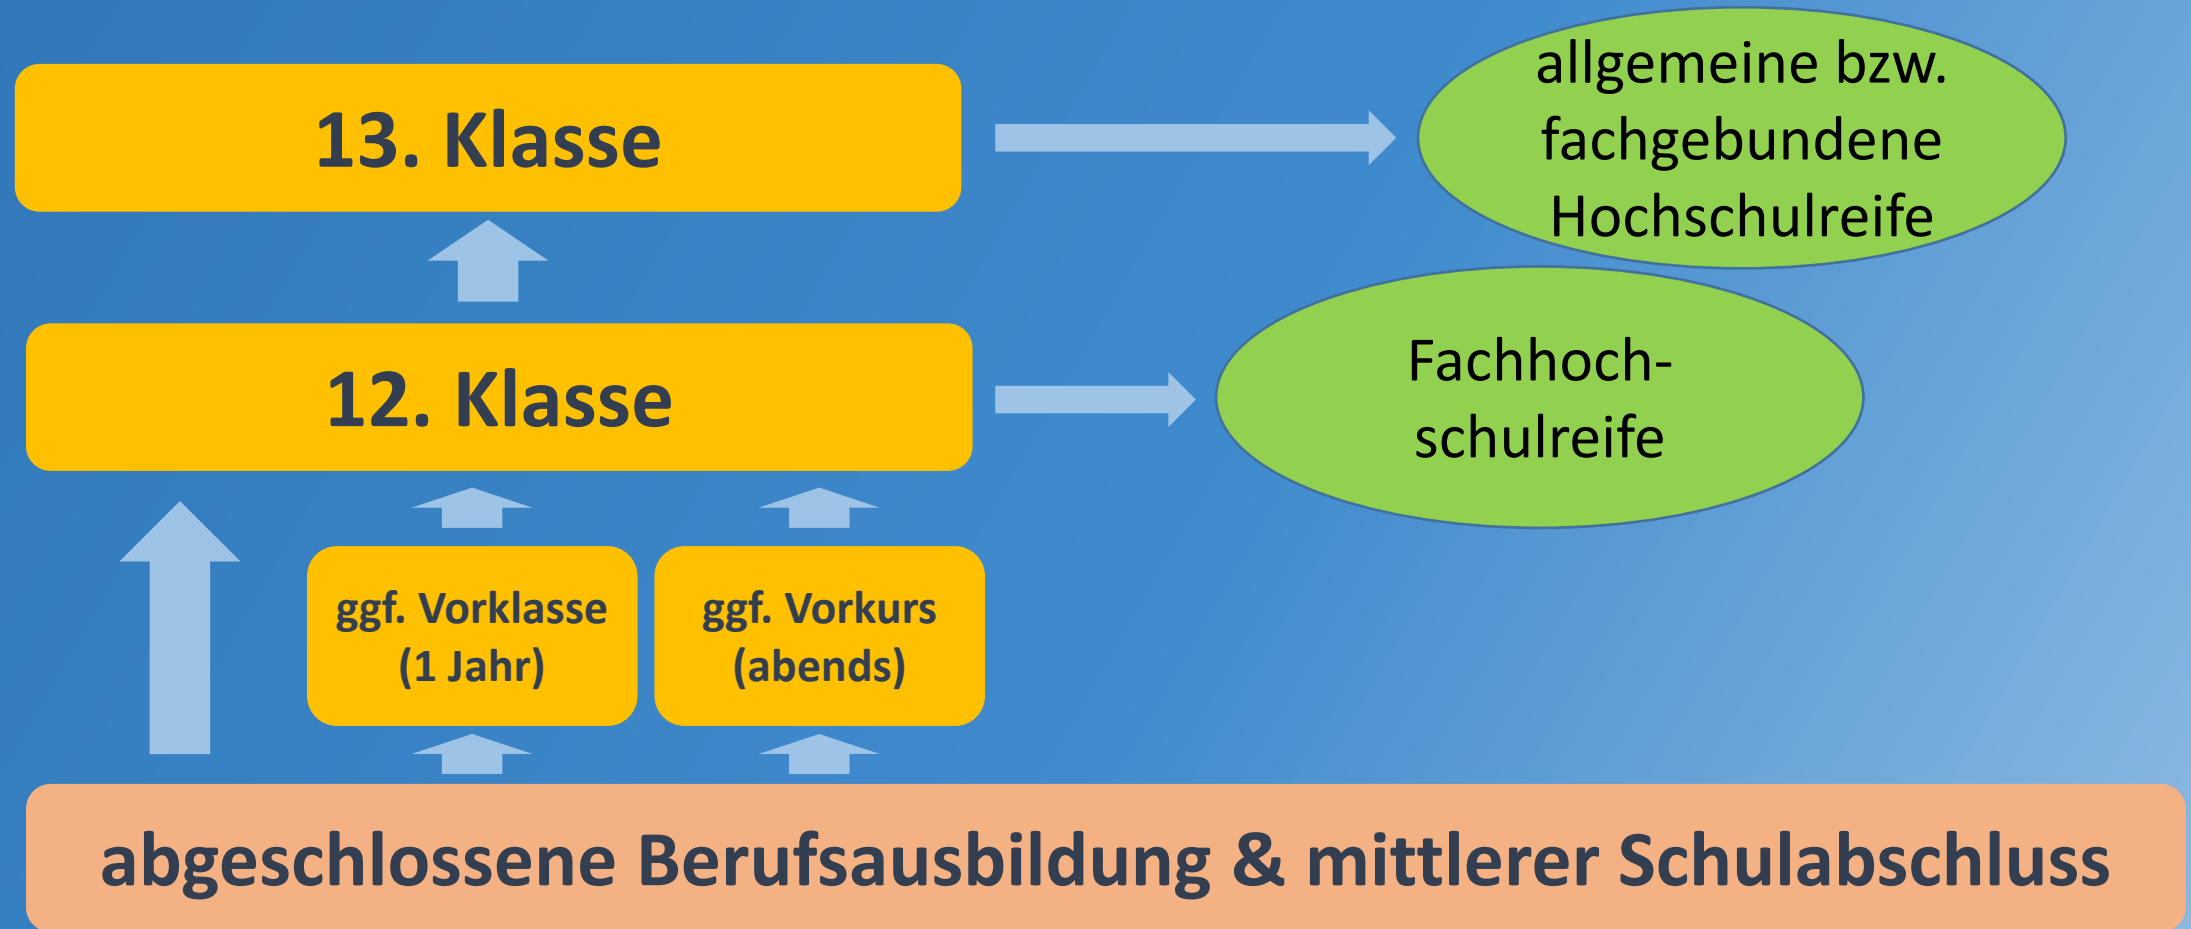 13. Klasse
allgemeine bzw.
fachgebundene
Hochschulreife
12. Klasse
Fachhoch-
schulreife
ggf. Vorklasse
(1 Jahr)
ggf. Vorkurs
(abends)
abgeschlossene Berufsausbildung & mittlerer Schulabschluss